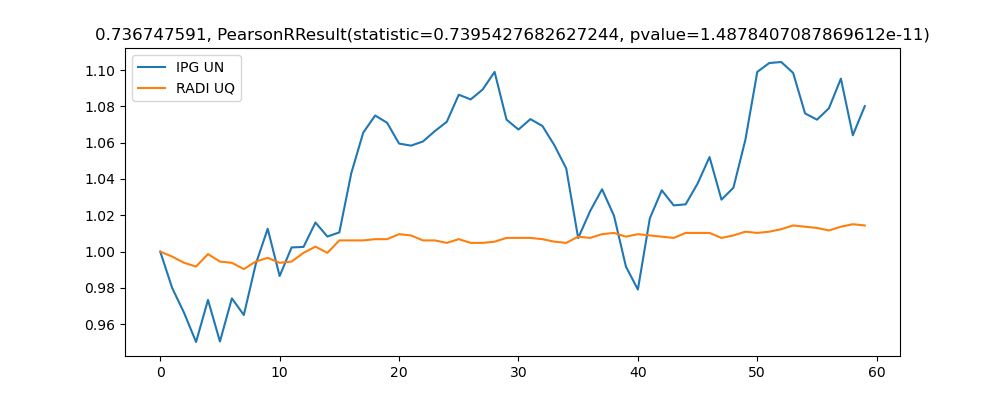 0.736747591, PearsonRResult(statistic=0.7395427682627244, pvalue=1.4878407087869612e-11)
IPG UN
RADI UQ
1.10
1.08
1.06
1.04
1.02
1.00
0.98
0.96
0 10 20 30 40 50 60